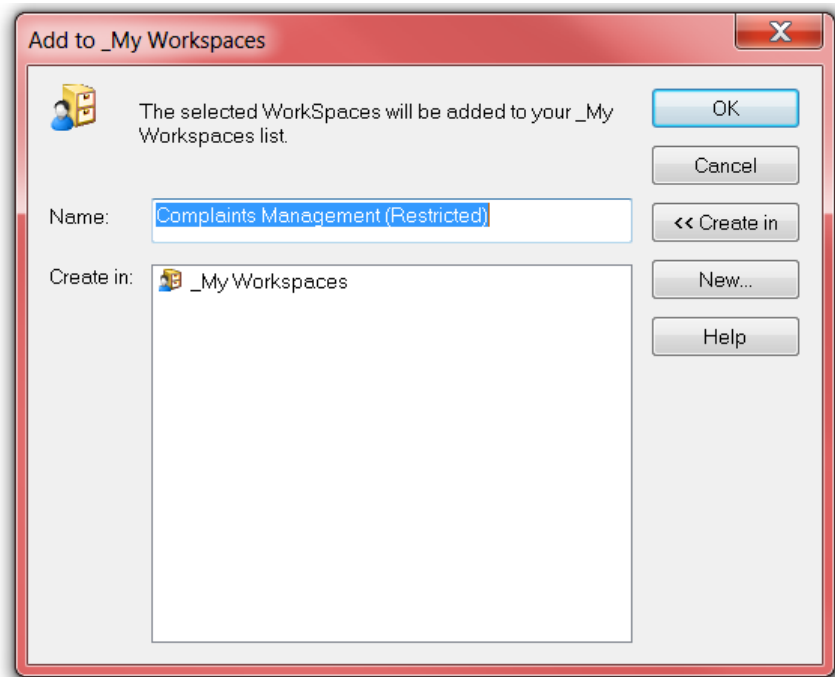 Add to _My Workspaces
X
The selected WorkSpaces will be added to your _My
Workspaces list.
OK
Cancel
Name:
Complaints Management (Restricted)
<< Create in
Create in:
_My Workspaces
New...
Help